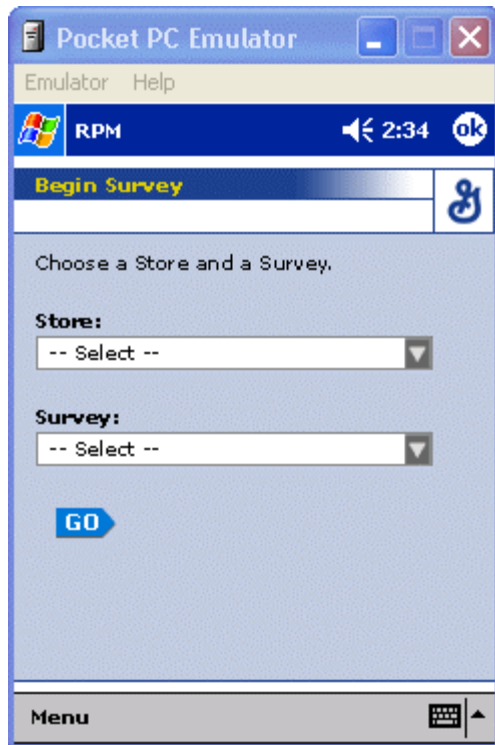 Pocket PC Emulator
Emulator Help
RPM 2:34 ok
Begin Survey
Choose a Store and a Survey.
Store:
-- Select --
Survey:
-- Select --
GO
Menu